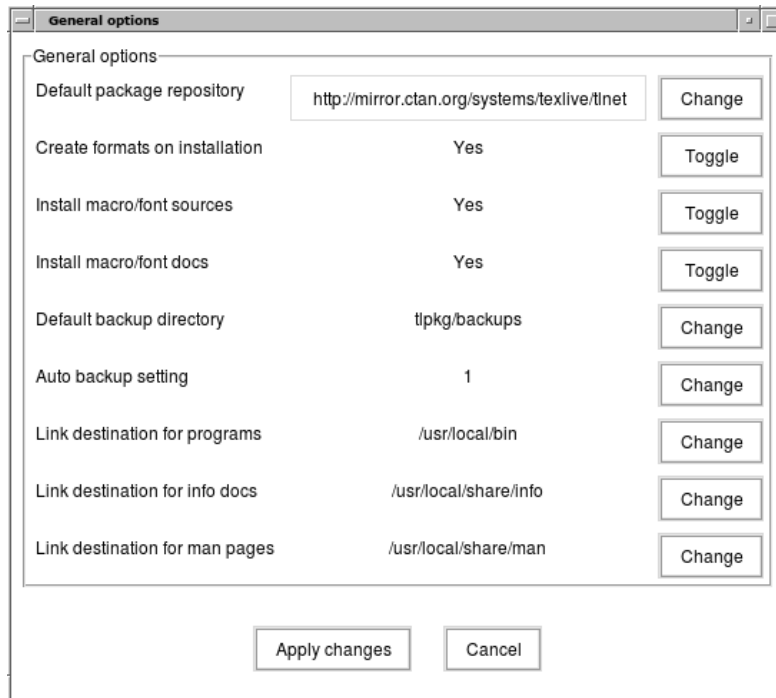 General options
General options
Default package repository http://mirror.ctan.org/systems/texlive/tlnet Change
Create formats on installation Yes Toggle
Install macro/font sources Yes Toggle
Install macro/font docs Yes Toggle
Default backup directory tlpkg/backups Change
Auto backup setting 1 Change
Link destination for programs /usr/local/bin Change
Link destination for info docs /usr/local/share/info Change
Link destination for man pages /usr/local/share/man Change
Apply changes Cancel